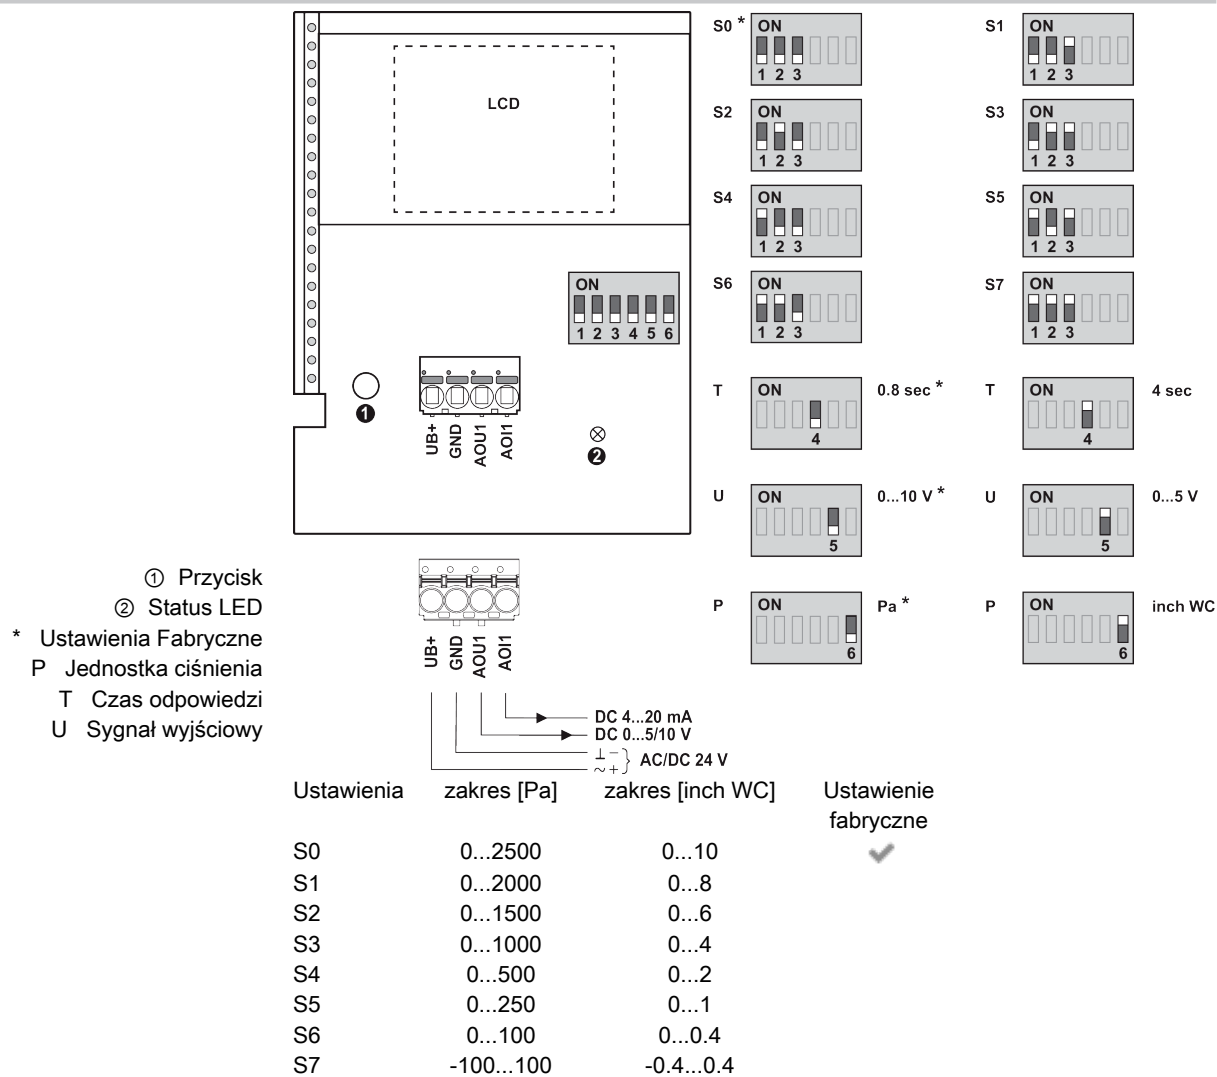 LCD
ON
1 2 3 4 5 6
❶
UB+
GND
AOU1
AOI1
❷
S0 *
ON
1 2 3
S1
ON
1 2 3
S2
ON
1 2 3
S3
ON
1 2 3
S4
ON
1 2 3
S5
ON
1 2 3
S6
ON
1 2 3
S7
ON
1 2 3
T
ON
4
0.8 sec *
T
ON
4
4 sec
U
ON
5
0...10 V *
U
ON
5
0...5 V
P
ON
6
Pa *
P
ON
6
inch WC
① Przycisk
② Status LED
* Ustawienia Fabryczne
P Jednostka ciśnienia
T Czas odpowiedzi
U Sygnał wyjściowy
UB+
GND
AOU1
AOI1
DC 4...20 mA
DC 0...5/10 V
⊥ −
~ +
} AC/DC 24 V
Ustawienia zakres [Pa] zakres [inch WC] Ustawienie
fabryczne
S0 0...2500 0...10 ✔
S1 0...2000 0...8
S2 0...1500 0...6
S3 0...1000 0...4
S4 0...500 0...2
S5 0...250 0...1
S6 0...100 0...0.4
S7 -100...100 -0.4...0.4